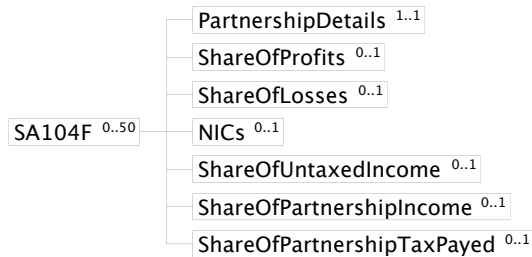 PartnershipDetails 1..1
ShareOfProfits 0..1
ShareOfLosses 0..1
SA104F 0..50
NICs 0..1
ShareOfUntaxedIncome 0..1
ShareOfPartnershipIncome 0..1
ShareOfPartnershipTaxPayed 0..1